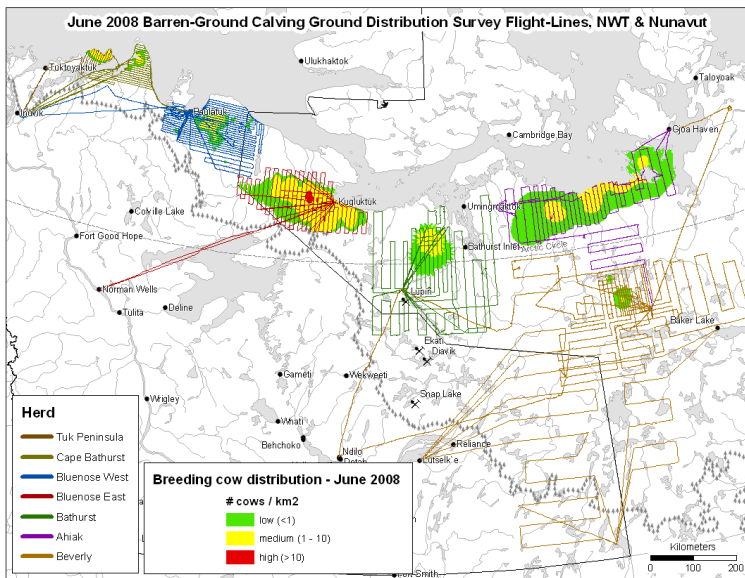 June 2008 Barren-Ground Calving Ground Distribution Survey Flight-Lines, NWT & Nunavut
Tuktoyaktuk
Ulukhaktok
Taloyoak
Inuvik
Paulatuk
Gjoa Haven
Cambridge Bay
Kugluktuk
Umingmaktok
Colville Lake
Fort Good Hope
Bathurst Inlet
Arctic Circle
Norman Wells
Lupin
Tulita
Deline
Baker Lake
Ekati
Diavik
Gameti
Wekweeti
Snap Lake
Wrigley
Whati
Behchoko
Reliance
Ndilo
Lutselk'e
Herd
Tuk Peninsula
Cape Bathurst
Bluenose West
Bluenose East
Bathurst
Ahiak
Beverly
Breeding cow distribution - June 2008
# cows / km2
low (<1)
medium (1 - 10)
high (>10)
Kilometers
0 50 100 200
Smith